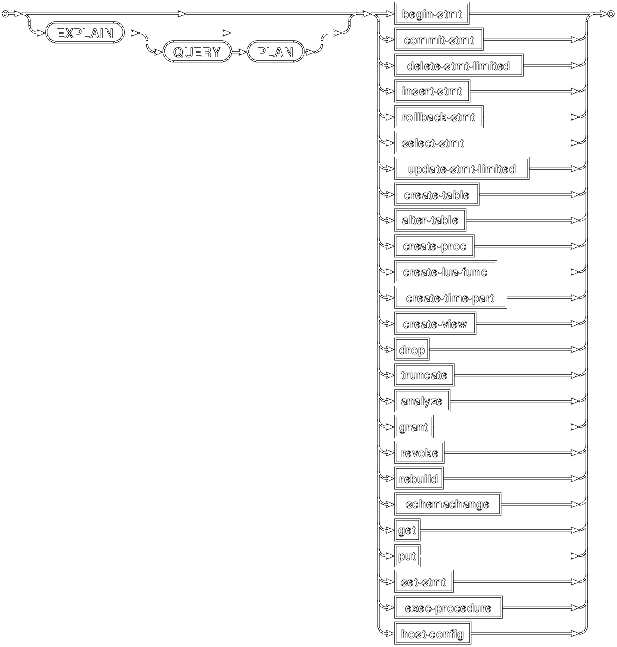 begin-stmt
EXPLAIN
QUERY PLAN
commit-stmt
delete-stmt-limited
insert-stmt
rollback-stmt
select-stmt
update-stmt-limited
create-table
alter-table
create-proc
create-lua-func
create-time-part
create-view
drop
truncate
analyze
grant
revoke
rebuild
schemachange
get
put
set-stmt
exec-procedure
host-config